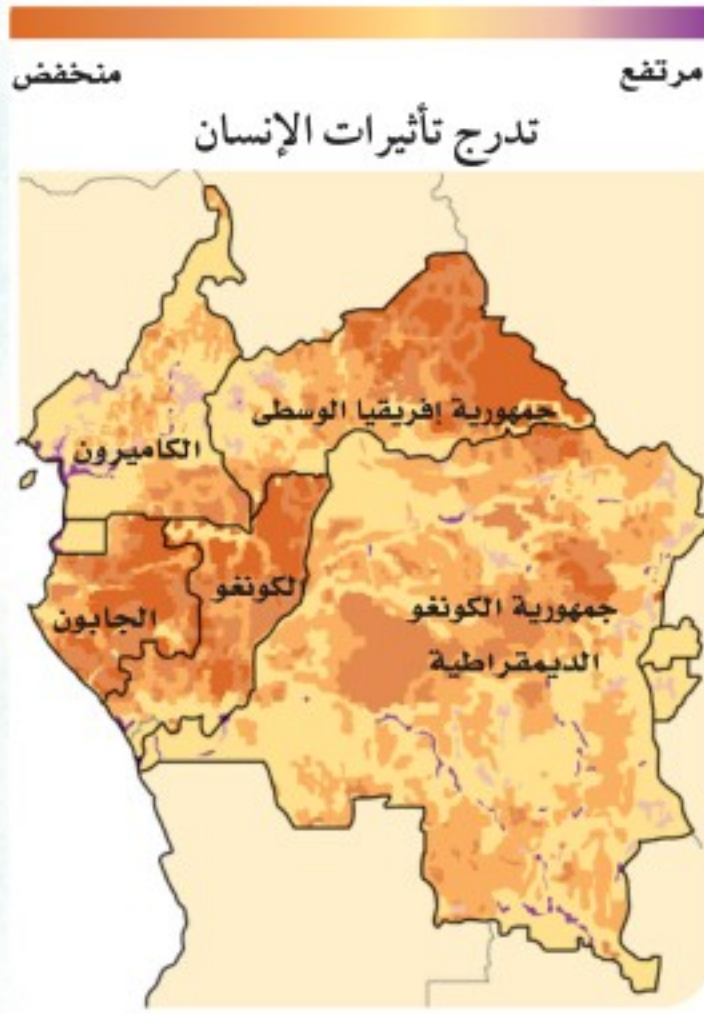 مرتفع
منخفض
تدرج تأثيرات الإنسان
جمهورية إفريقيا الوسطى
الكاميرون
الكونغو
الجابون
جمهورية الكونغو
الديمقراطية